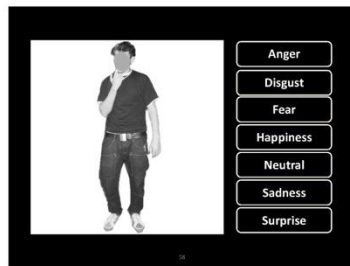 Anger
Disgust
Fear
Happiness
Neutral
Sadness
Surprise